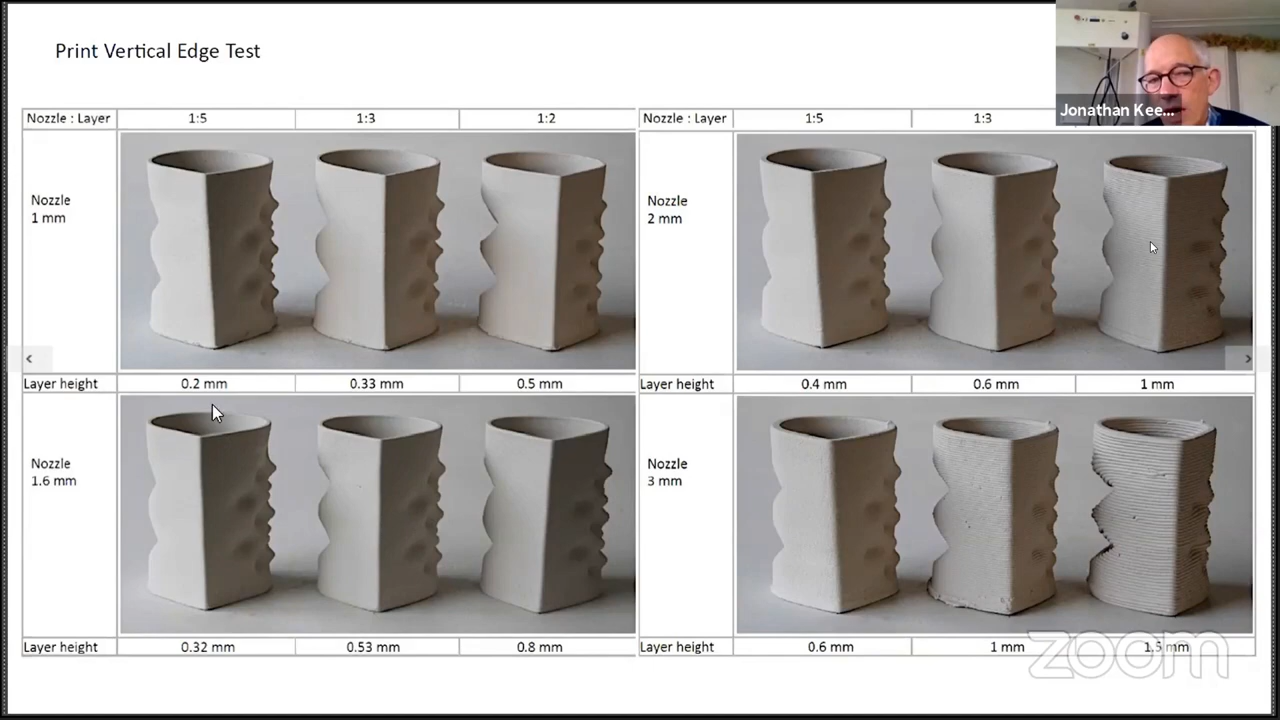 Print Vertical Edge Test
Jonathan Kee...
Nozzle : Layer 1:5 1:3 1:2
Nozzle : Layer 1:5 1:3
Nozzle
1 mm
Nozzle
2 mm
Layer height 0.2 mm 0.33 mm 0.5 mm
Layer height 0.4 mm 0.6 mm 1 mm
Nozzle
1.6 mm
Nozzle
3 mm
Layer height 0.32 mm 0.53 mm 0.8 mm
Layer height 0.6 mm 1 mm 1.5 mm
zoom